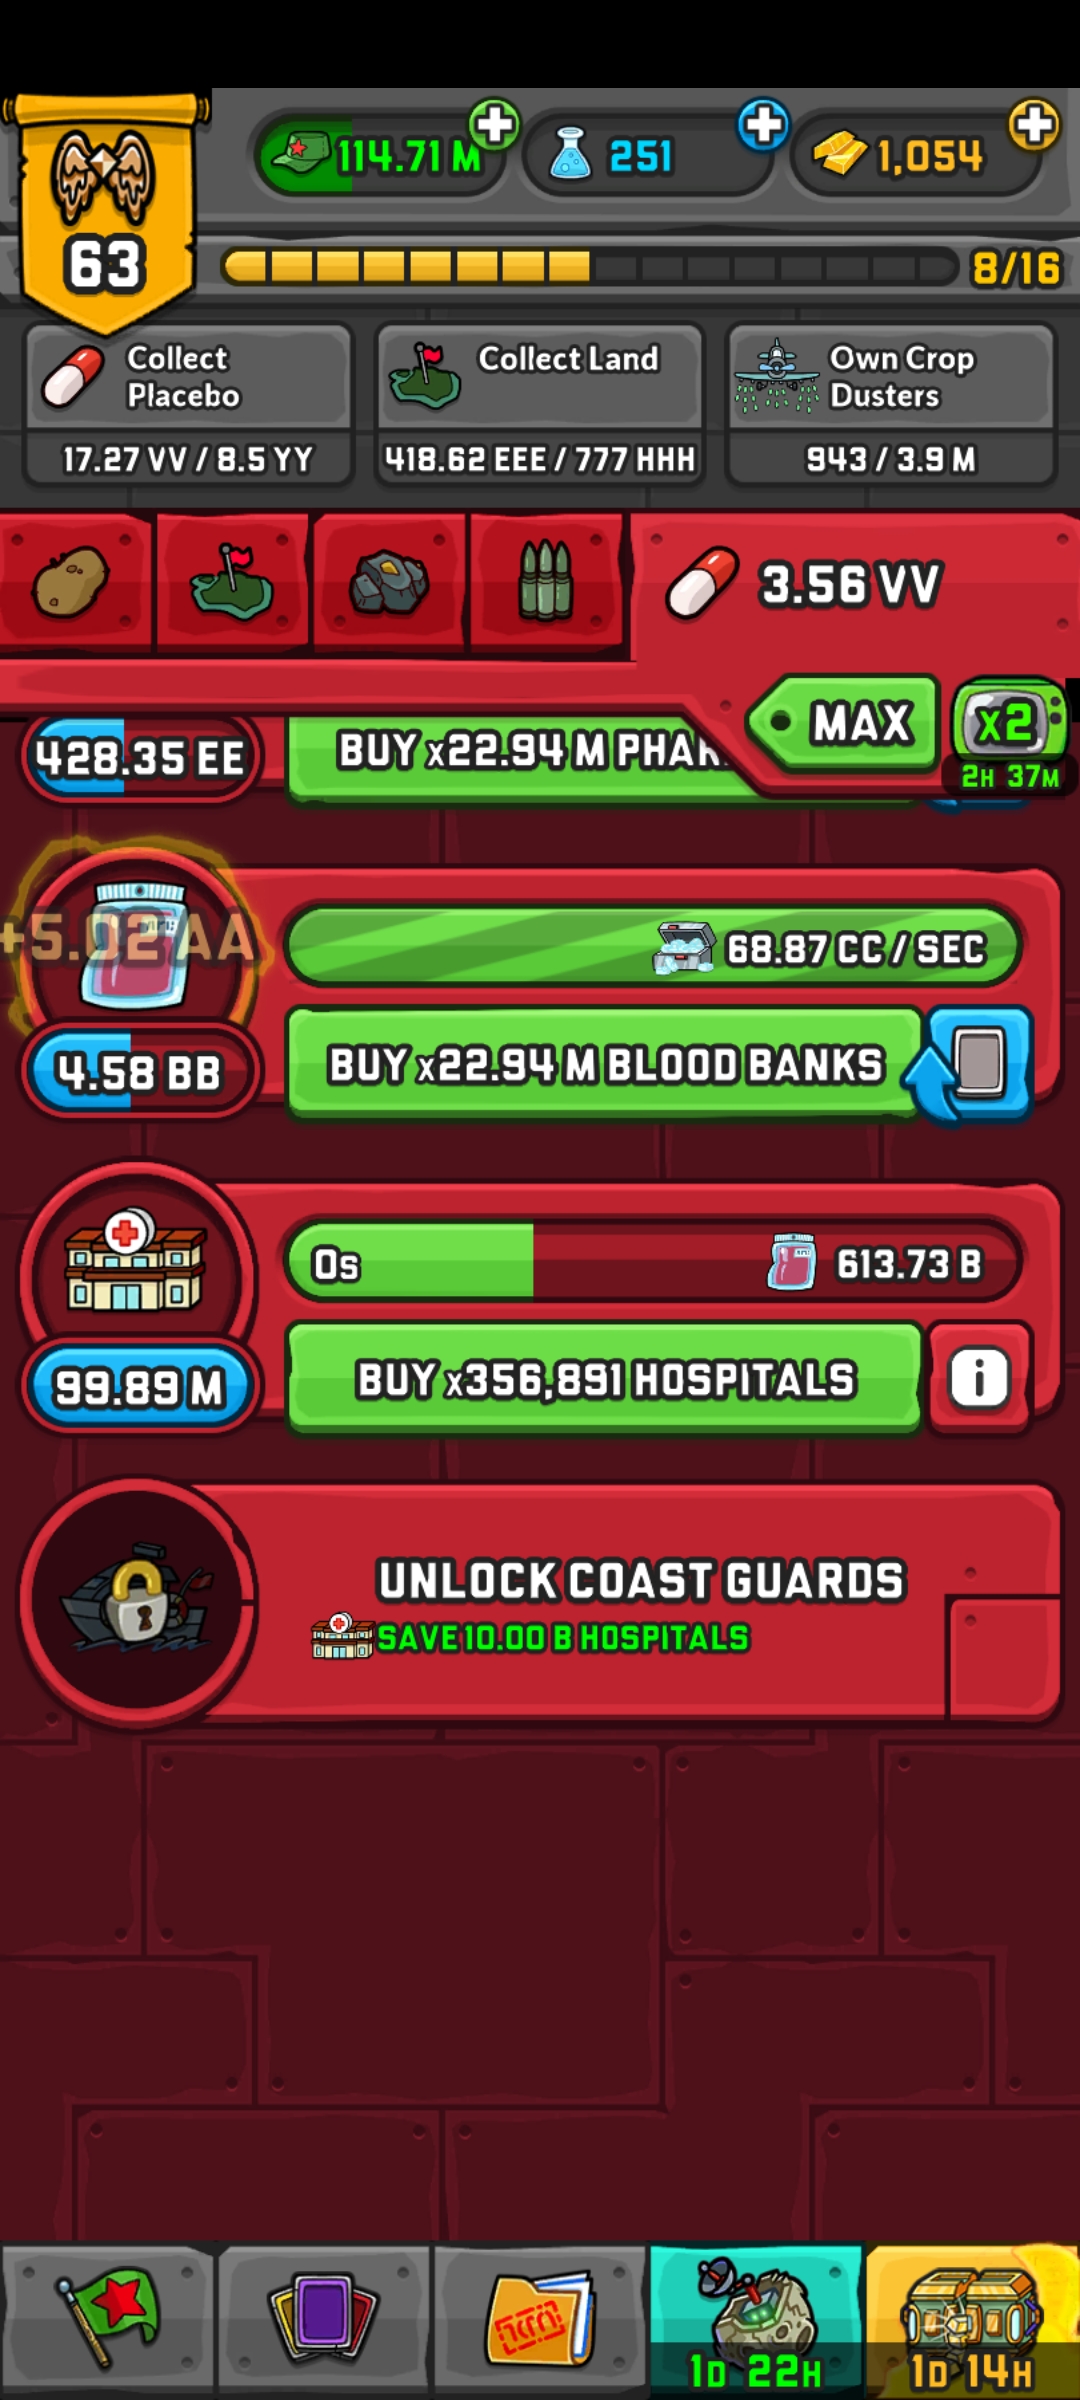 114.71 M
251
1,054
63
8/16
Collect
Placebo
17.27 VV / 8.5 YY
Collect Land
418.62 EEE / 777 HHH
Own Crop
Dusters
943 / 3.9 M
3.56 VV
MAX
x2
2H 37M
428.35 EE
BUY x22.94 M PHAR
+5.02 AA
68.87 CC / SEC
4.58 BB
BUY x22.94 M BLOOD BANKS
0s
613.73 B
99.89 M
BUY x356,891 HOSPITALS
i
UNLOCK COAST GUARDS
SAVE 10.00 B HOSPITALS
1D 22H
1D 14H